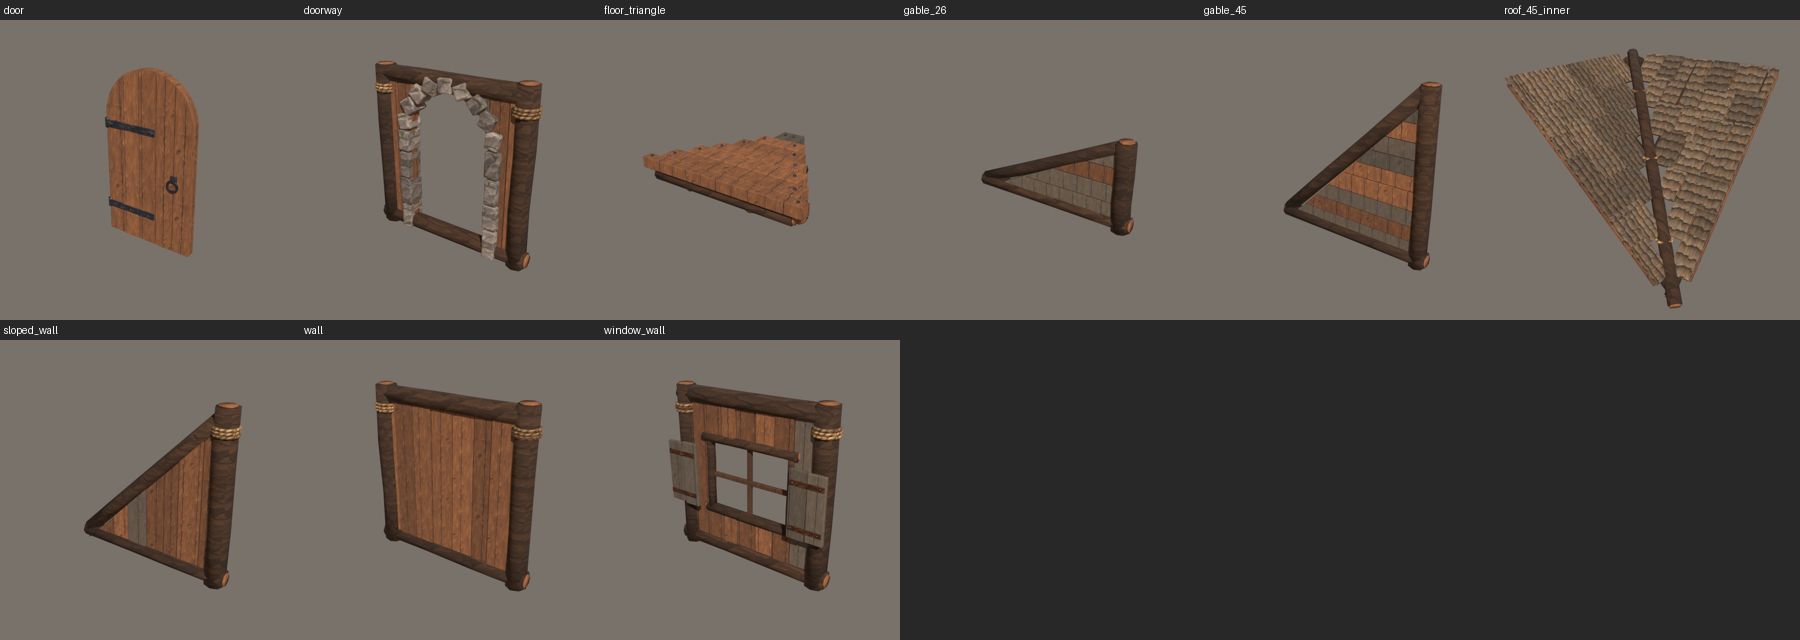 door
doorway
floor_triangle
gable_26
gable_45
roof_45_inner
sloped_wall
wall
window_wall